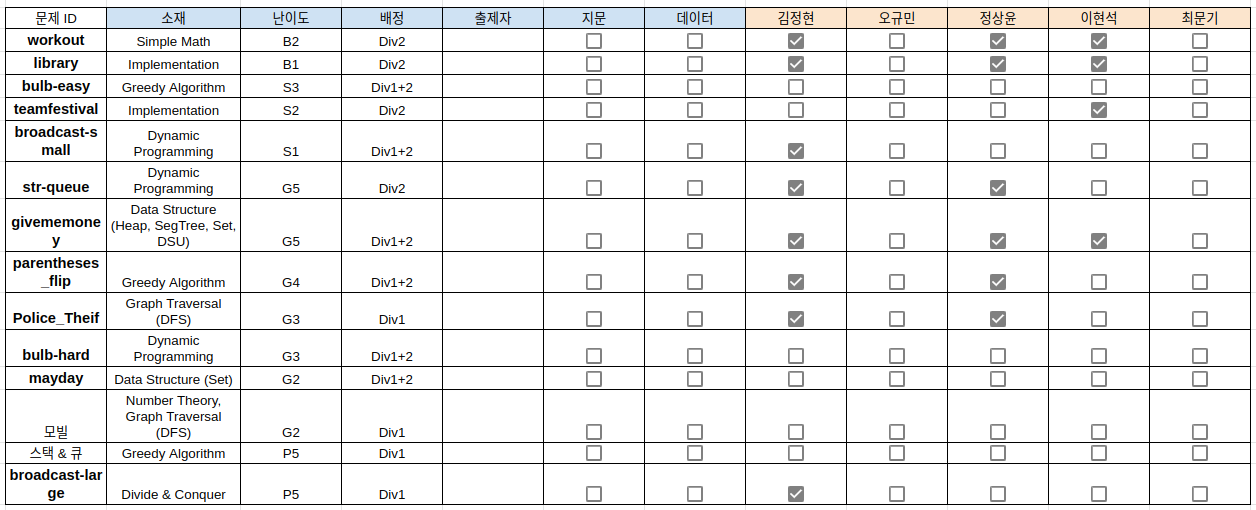 문제 ID 소재 난이도 배정 출제자 지문 데이터 김정현 오규민 정상윤 이현석 최문기
workout Simple Math B2 Div2
library Implementation B1 Div2
bulb-easy Greedy Algorithm S3 Div1+2
teamfestival Implementation S2 Div2
broadcast-s
mall
Dynamic
Programming
S1 Div1+2
str-queue
Dynamic
Programming
G5 Div2
givememone
y
Data Structure
(Heap, SegTree, Set,
DSU)
G5 Div1+2
parentheses
_flip
Greedy Algorithm G4 Div1+2
Police_Theif
Graph Traversal
(DFS)
G3 Div1
bulb-hard
Dynamic
Programming
G3 Div1+2
mayday Data Structure (Set) G2 Div1+2
모빌
Number Theory,
Graph Traversal
(DFS)
G2 Div1
스택 & 큐 Greedy Algorithm P5 Div1
broadcast-lar
ge
Divide & Conquer P5 Div1